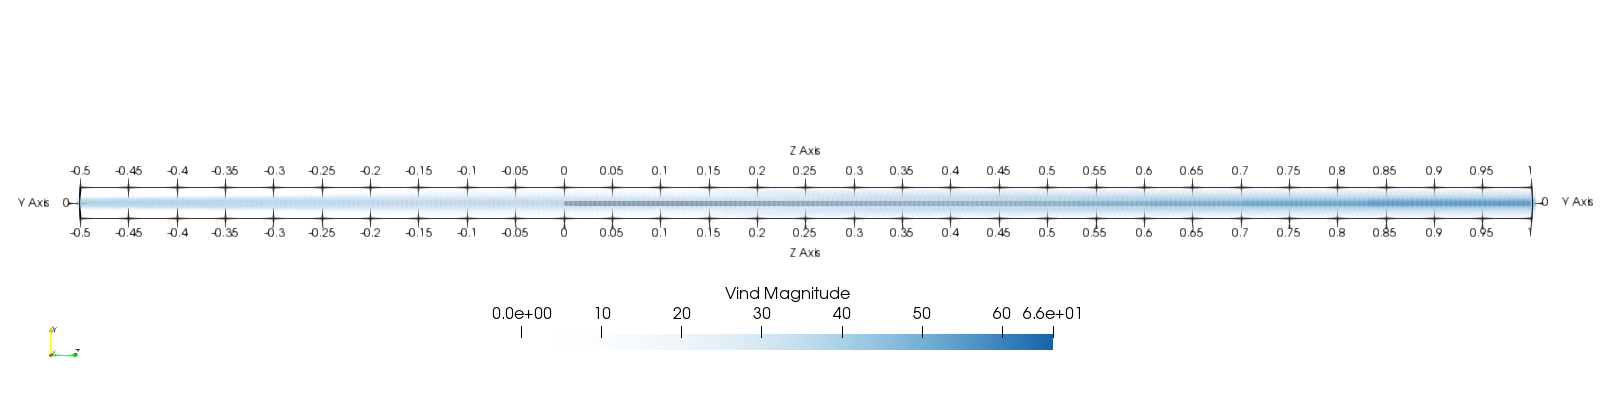 Z Axis
-0.5 -0.45 -0.4 -0.35 -0.3 -0.25 -0.2 -0.15 -0.1 -0.05 0 0.05 0.1 0.15 0.2 0.25 0.3 0.35 0.4 0.45 0.5 0.55 0.6 0.65 0.7 0.75 0.8 0.85 0.9 0.95 1
Y Axis 0 0 Y Axis
-0.5 -0.45 -0.4 -0.35 -0.3 -0.25 -0.2 -0.15 -0.1 -0.05 0 0.05 0.1 0.15 0.2 0.25 0.3 0.35 0.4 0.45 0.5 0.55 0.6 0.65 0.7 0.75 0.8 0.85 0.9 0.95 1
Z Axis
Vind Magnitude
0.0e+00 10 20 30 40 50 60 6.6e+01
Y
Z